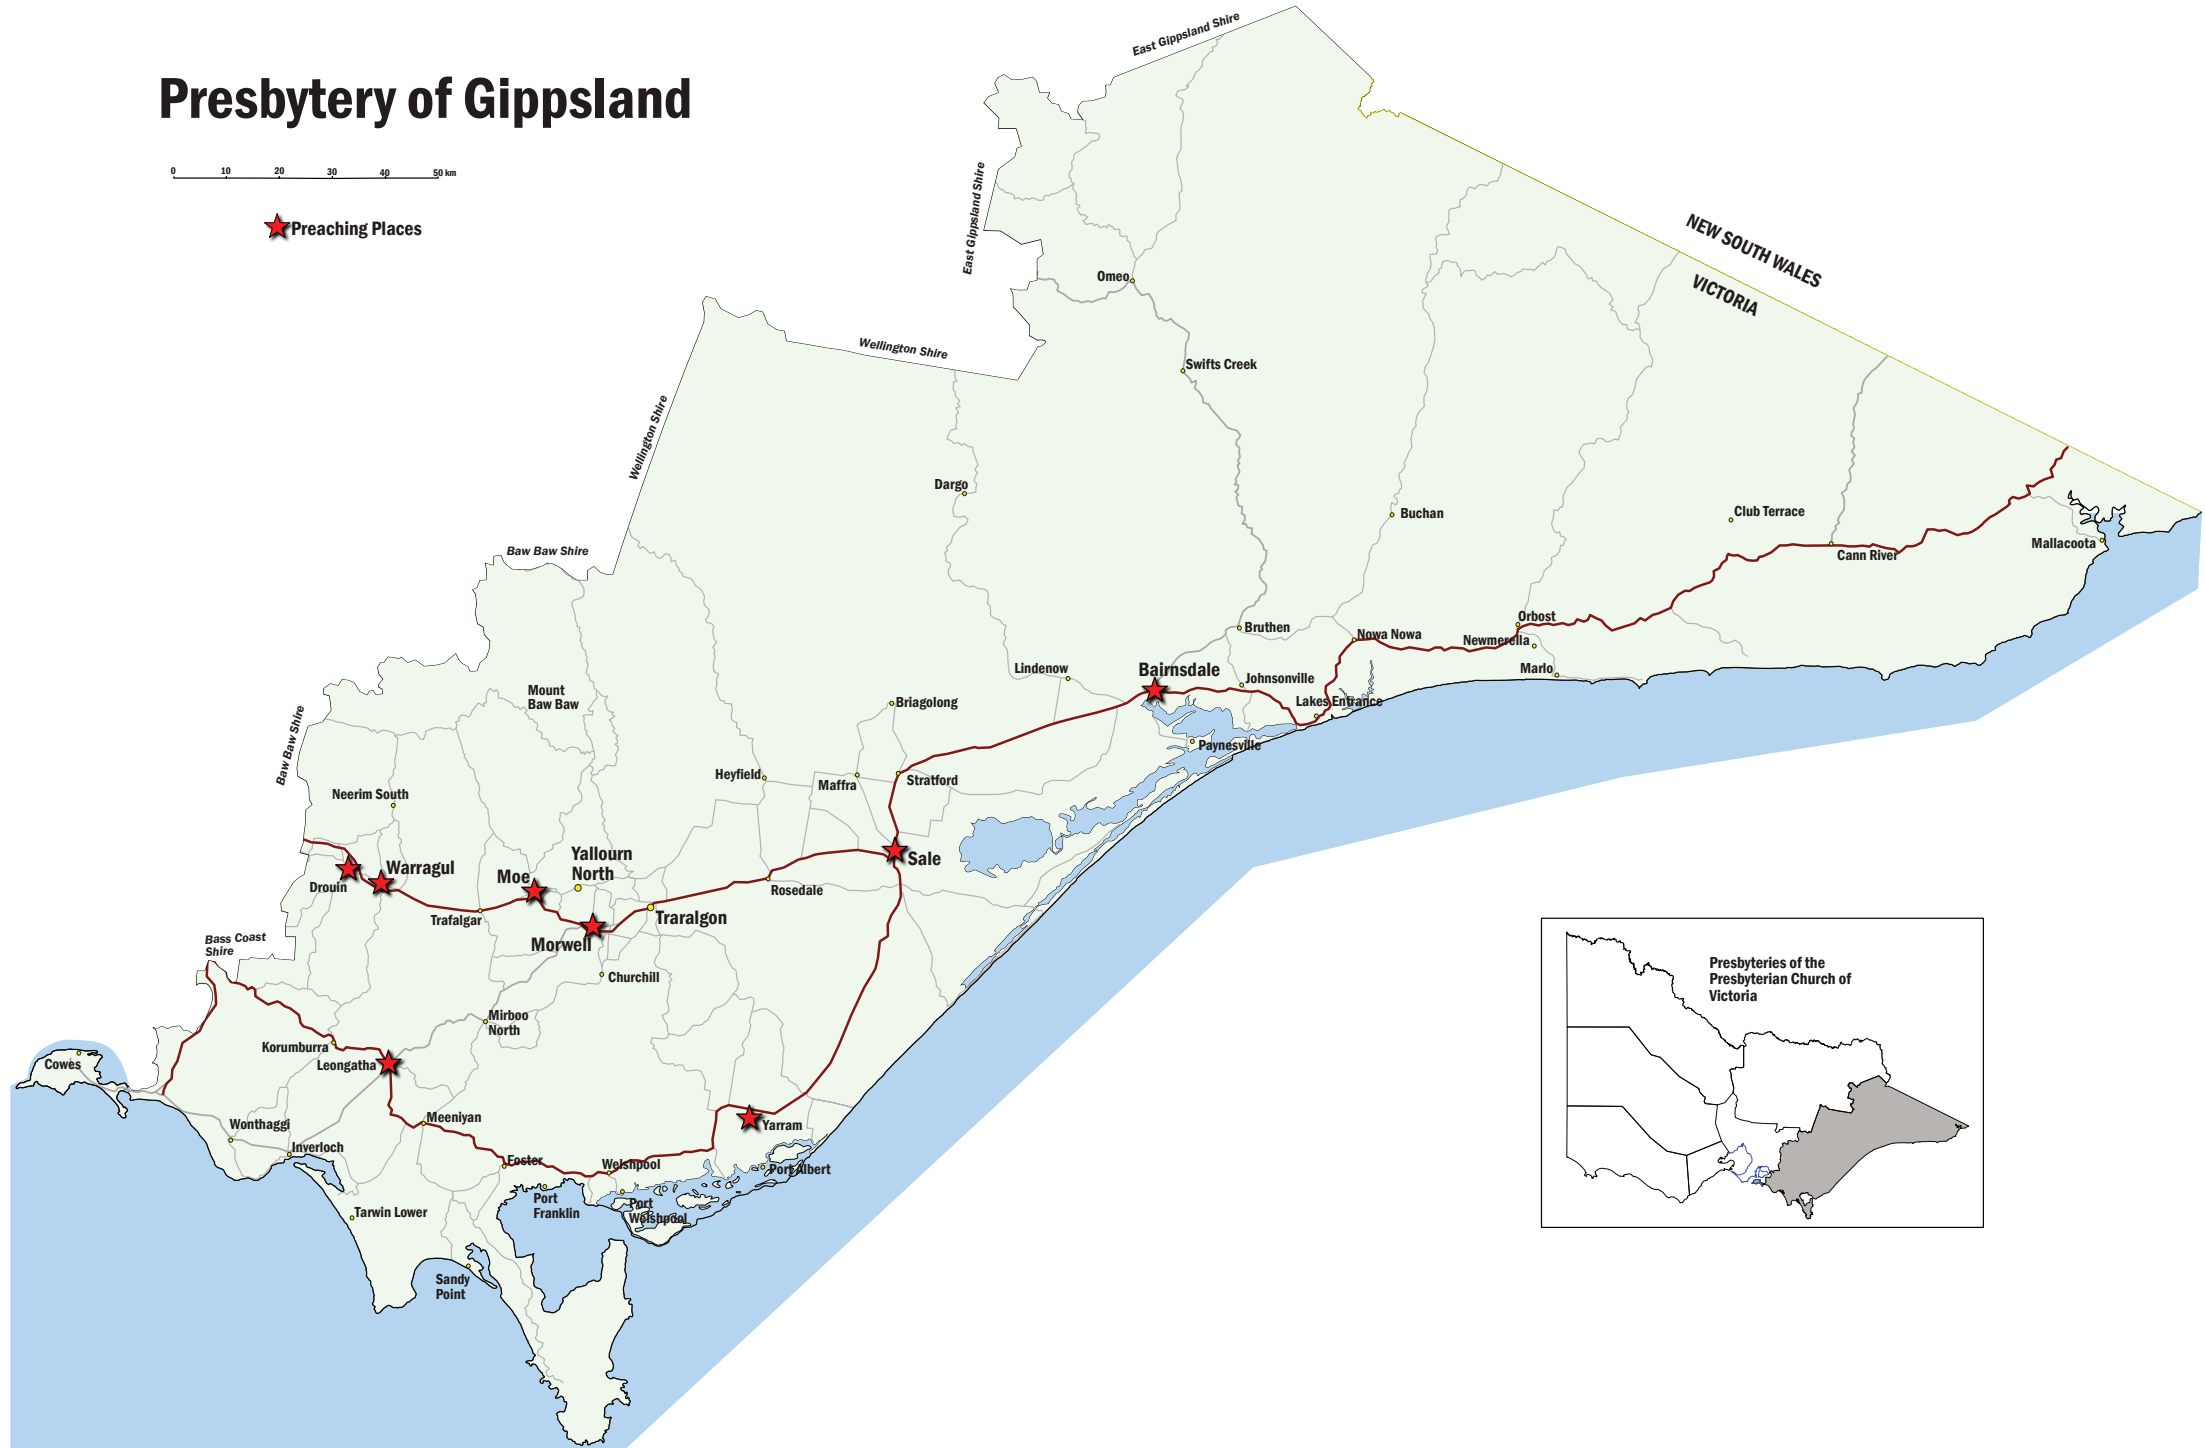 East Gippsland Shire
Presbytery of Gippsland
0 10 20 30 40 50 km
Preaching Places
East Gippsland Shire
NEW SOUTH WALES
VICTORIA
Omeo
Wellington Shire
Swifts Creek
Wellington Shire
Dargo
Buchan
Club Terrace
Mallacoota
Cann River
Baw Baw Shire
Orbost
Bruthen
Nowa Nowa
Newmerella
Lindenow
Bairnsdale
Marlo
Johnsonville
Mount
Baw Baw
Briagolong
Lakes Entrance
Baw Baw Shire
Paynesville
Heyfield
Maffra
Stratford
Neerim South
Yallourn
North
Sale
Warragul
Moe
Drouin
Rosedale
Trafalgar
Traralgon
Morwell
Bass Coast
Shire
Churchill
Presbyteries of the
Presbyterian Church of
Victoria
Mirboo
North
Korumburra
Leongatha
Cowes
Meeniyan
Wonthaggi
Yarram
Inverloch
Foster
Welshpool
Port Albert
Port
Franklin
Port
Welshpool
Tarwin Lower
Sandy
Point